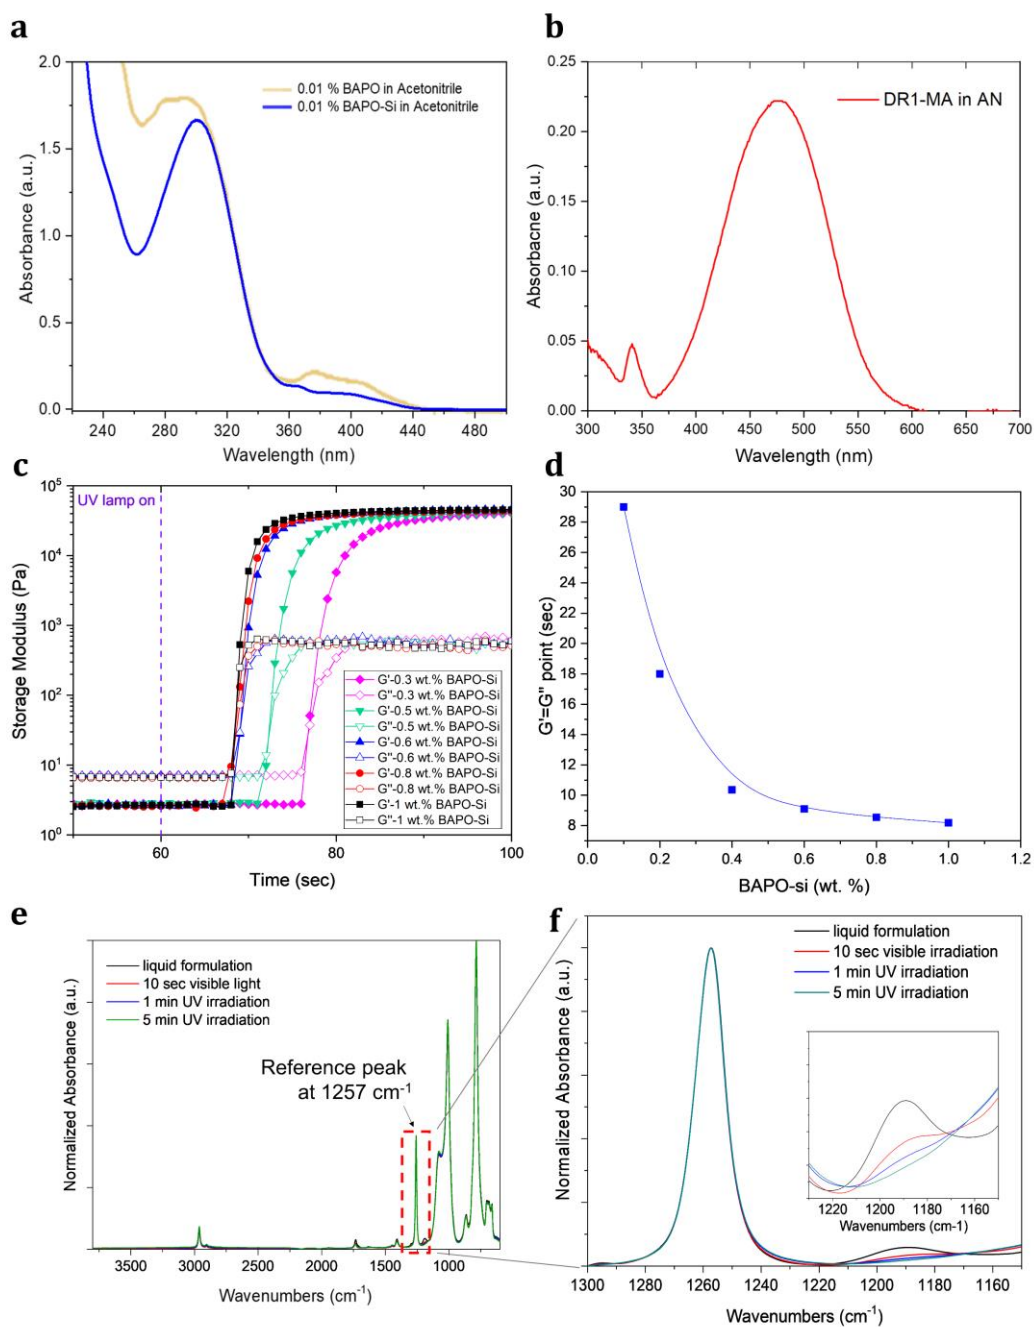 a
2.0
1.5
1.0
0.5
0.0
240 280 320 360 400 440 480
Absorbance (a.u.)
Wavelength (nm)
0.01 % BAPO in Acetonitrile
0.01 % BAPO-Si in Acetonitrile
b
0.25
0.20
0.15
0.10
0.05
0.00
300 350 400 450 500 550 600 650 700
Absorbacne (a.u.)
Wavelength (nm)
DR1-MA in AN
c
10⁵
10⁴
10³
10²
10¹
10⁰
60 80 100
Storage Modulus (Pa)
Time (sec)
UV lamp on
G'-0.3 wt.% BAPO-Si
G"-0.3 wt.% BAPO-Si
G'-0.5 wt.% BAPO-Si
G"-0.5 wt.% BAPO-Si
G'-0.6 wt.% BAPO-Si
G"-0.6 wt.% BAPO-Si
G'-0.8 wt.% BAPO-Si
G"-0.8 wt.% BAPO-Si
G'-1 wt.% BAPO-Si
G"-1 wt.% BAPO-Si
d
30
28
26
24
22
20
18
16
14
12
10
8
0.0 0.2 0.4 0.6 0.8 1.0 1.2
G'=G" point (sec)
BAPO-si (wt. %)
e
liquid formulation
10 sec visible light
1 min UV irradiation
5 min UV irradiation
Reference peak
at 1257 cm⁻¹
Normalized Absorbance (a.u.)
3500 3000 2500 2000 1500 1000
Wavenumbers (cm⁻¹)
f
liquid formulation
10 sec visible irradiation
1 min UV irradiation
5 min UV irradiation
Normalized Absorbance (a.u.)
1220 1200 1180 1160
Wavenumbers (cm-1)
1300 1280 1260 1240 1220 1200 1180 1160
Wavenumbers (cm⁻¹)